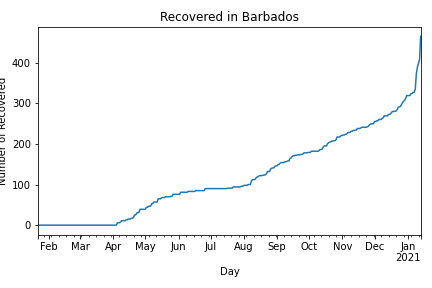 Recovered in Barbados
Number of Recovered
400
300
200
100
0
Feb Mar Apr May Jun Jul Aug Sep Oct Nov Dec Jan
2021
Day